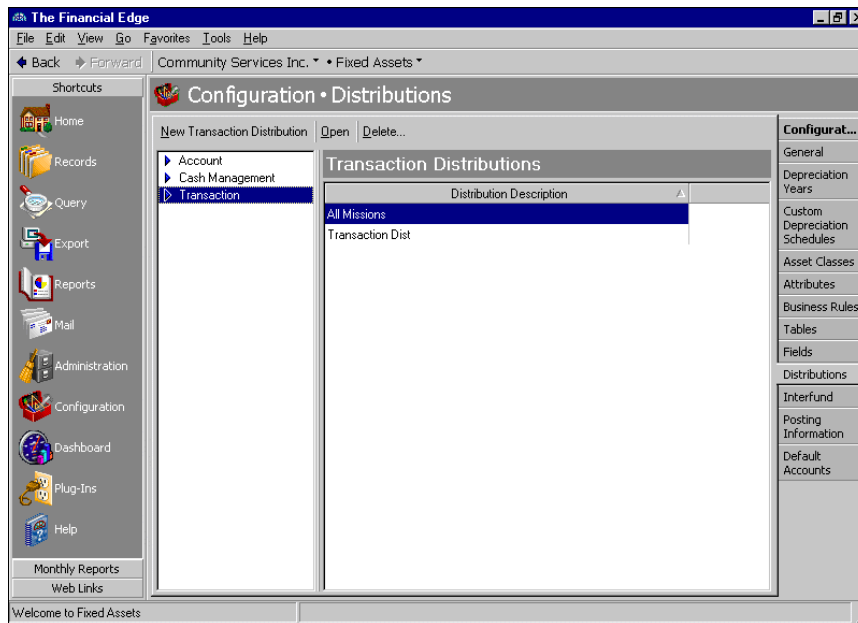 The Financial Edge
File Edit View Go Favorites Tools Help
Back Forward Community Services Inc. • Fixed Assets
Shortcuts
Home
Records
Query
Export
Reports
Mail
Administration
Configuration
Dashboard
Plug-Ins
Help
Monthly Reports
Web Links
Configuration • Distributions
New Transaction Distribution Open Delete...
Account
Cash Management
Transaction
Transaction Distributions
Distribution Description
All Missions
Transaction Dist
Configurat...
General
Depreciation
Years
Custom
Depreciation
Schedules
Asset Classes
Attributes
Business Rules
Tables
Fields
Distributions
Interfund
Posting
Information
Default
Accounts
Welcome to Fixed Assets